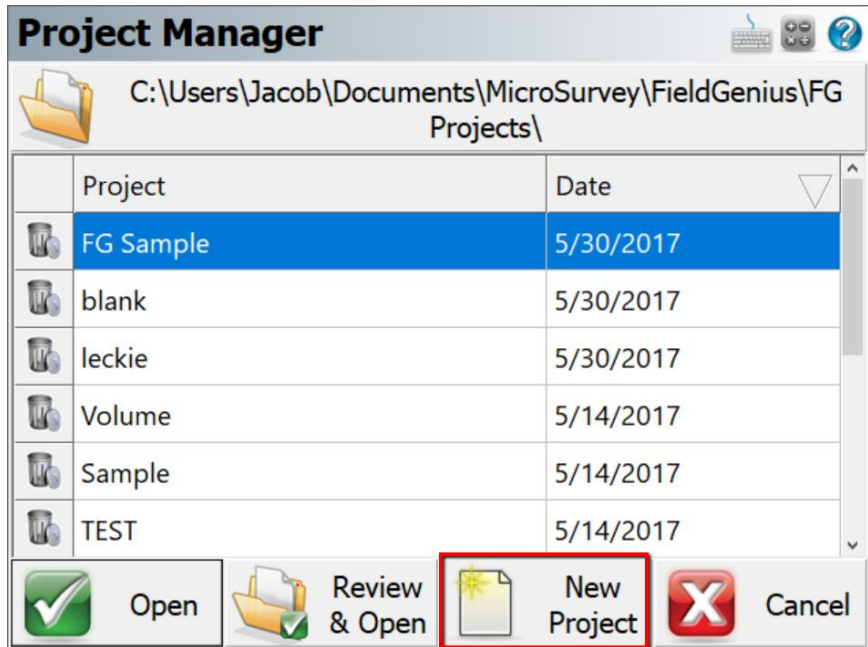 Project Manager
C:\Users\Jacob\Documents\MicroSurvey\FieldGenius\FG
Projects\
Project Date
FG Sample 5/30/2017
blank 5/30/2017
leckie 5/30/2017
Volume 5/14/2017
Sample 5/14/2017
TEST 5/14/2017
Open
Review
& Open
New
Project
Cancel